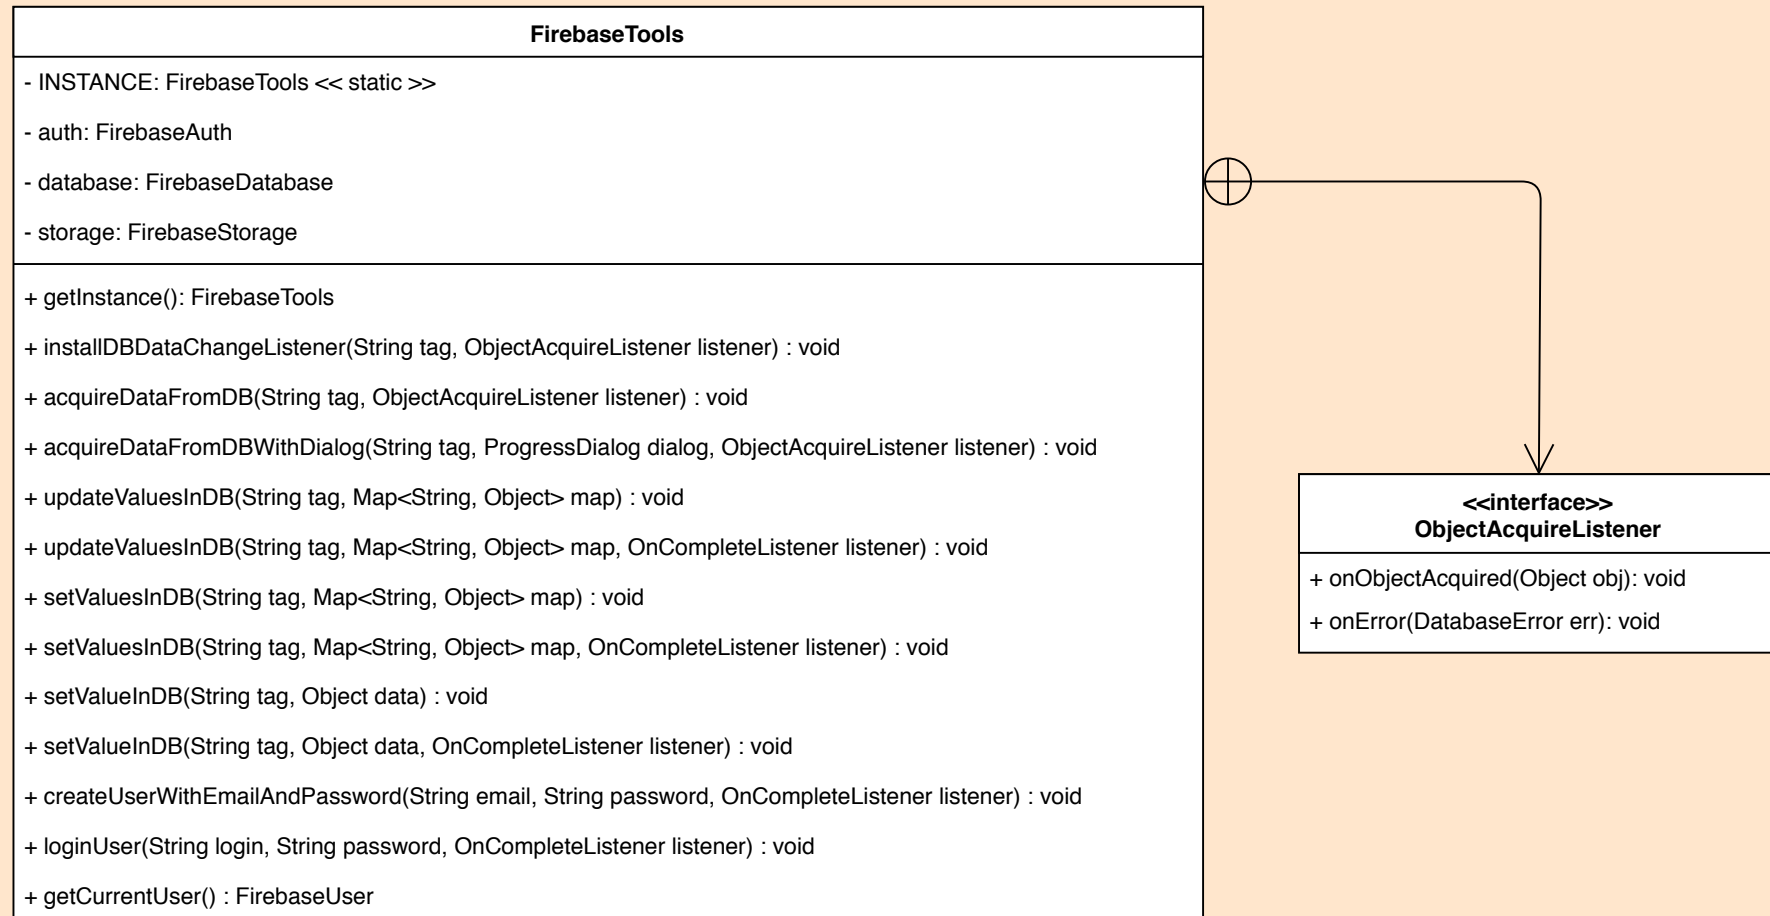 FirebaseTools
- INSTANCE: FirebaseTools << static >>
- auth: FirebaseAuth
- database: FirebaseDatabase
- storage: FirebaseStorage
+ getInstance(): FirebaseTools
+ installDBDataChangeListener(String tag, ObjectAcquireListener listener) : void
+ acquireDataFromDB(String tag, ObjectAcquireListener listener) : void
+ acquireDataFromDBWithDialog(String tag, ProgressDialog dialog, ObjectAcquireListener listener) : void
+ updateValuesInDB(String tag, Map<String, Object> map) : void
+ updateValuesInDB(String tag, Map<String, Object> map, OnCompleteListener listener) : void
+ setValuesInDB(String tag, Map<String, Object> map) : void
+ setValuesInDB(String tag, Map<String, Object> map, OnCompleteListener listener) : void
+ setValueInDB(String tag, Object data) : void
+ setValueInDB(String tag, Object data, OnCompleteListener listener) : void
+ createUserWithEmailAndPassword(String email, String password, OnCompleteListener listener) : void
+ loginUser(String login, String password, OnCompleteListener listener) : void
+ getCurrentUser() : FirebaseUser
<<interface>>
ObjectAcquireListener
+ onObjectAcquired(Object obj): void
+ onError(DatabaseError err): void